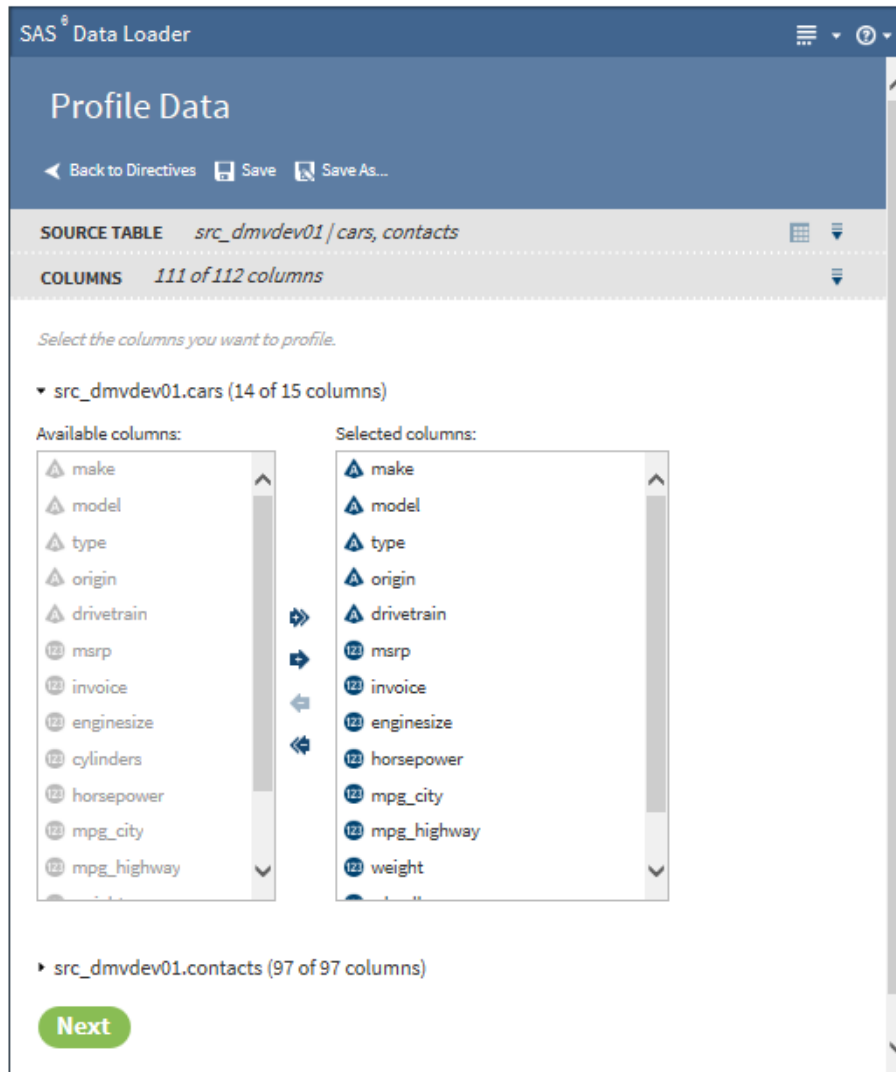 SAS® Data Loader
Profile Data
Back to Directives Save Save As...
SOURCE TABLE src_dmvdev01 | cars, contacts
COLUMNS 111 of 112 columns
Select the columns you want to profile.
src_dmvdev01.cars (14 of 15 columns)
Available columns:
make
model
type
origin
drivetrain
msrp
invoice
enginesize
cylinders
horsepower
mpg_city
mpg_highway
Selected columns:
make
model
type
origin
drivetrain
msrp
invoice
enginesize
horsepower
mpg_city
mpg_highway
weight
src_dmvdev01.contacts (97 of 97 columns)
Next